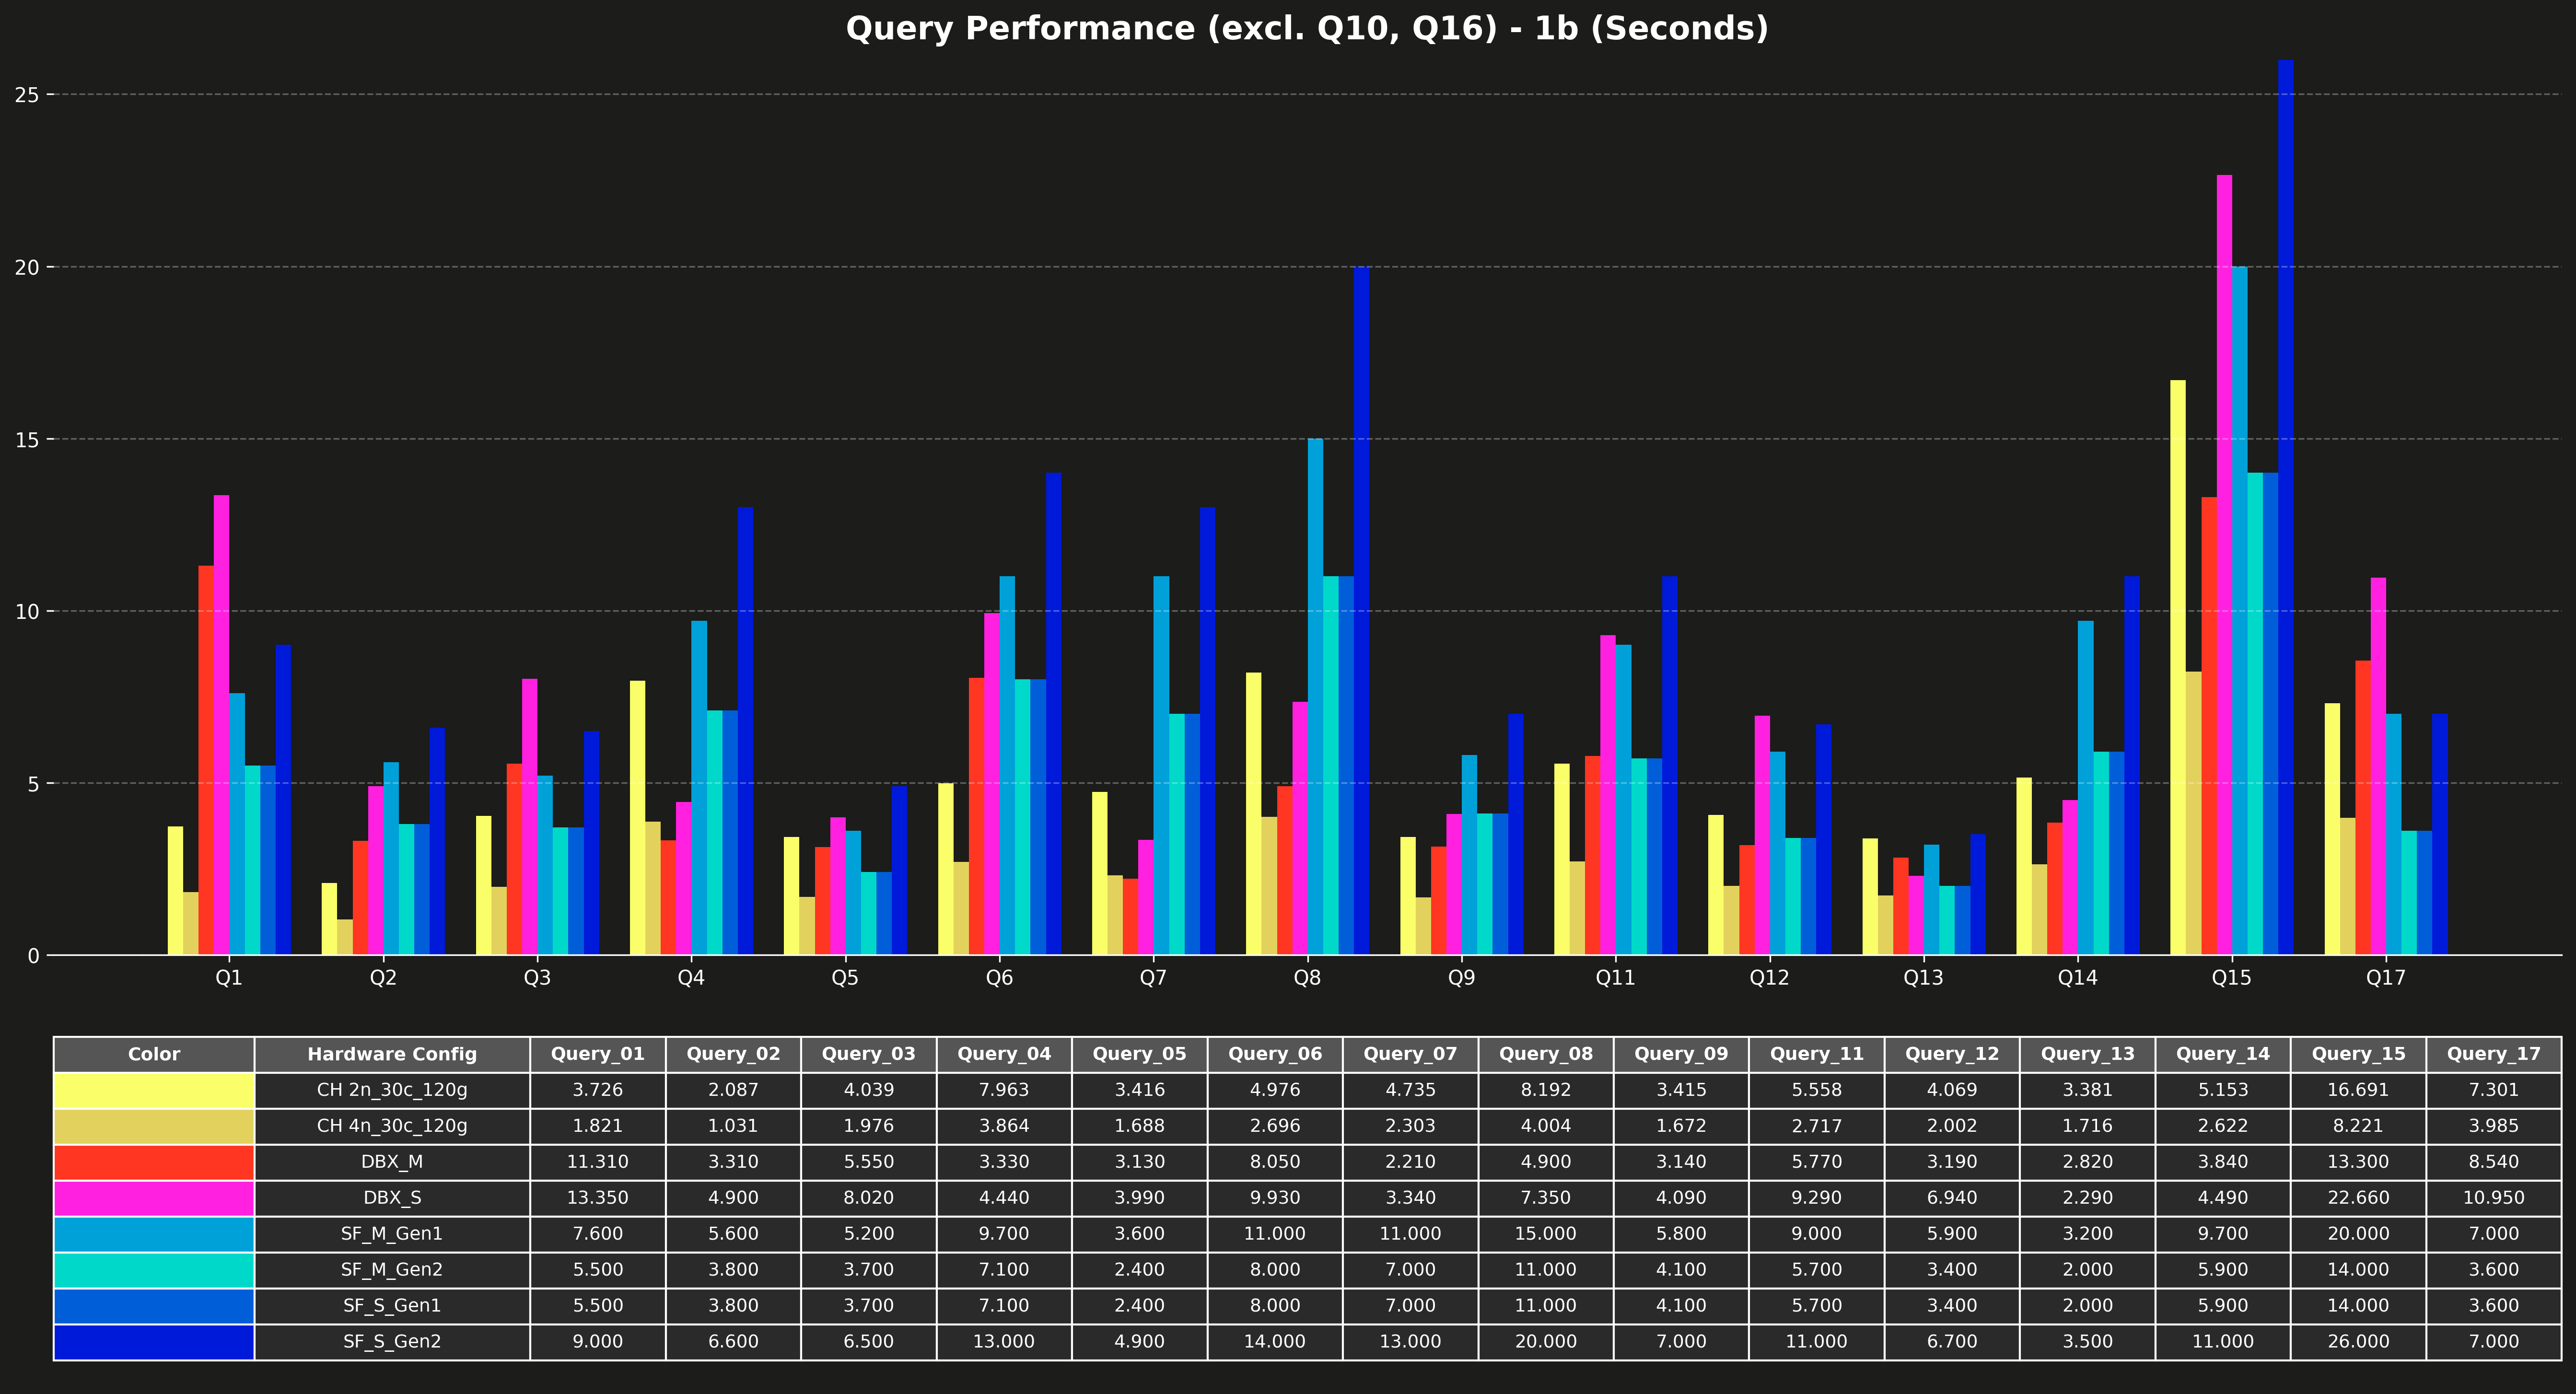 Query Performance (excl. Q10, Q16) - 1b (Seconds)
25
20
15
10
5
0
Q1 Q2 Q3 Q4 Q5 Q6 Q7 Q8 Q9 Q11 Q12 Q13 Q14 Q15 Q17
Color Hardware Config Query_01 Query_02 Query_03 Query_04 Query_05 Query_06 Query_07 Query_08 Query_09 Query_11 Query_12 Query_13 Query_14 Query_15 Query_17
CH 2n_30c_120g 3.726 2.087 4.039 7.963 3.416 4.976 4.735 8.192 3.415 5.558 4.069 3.381 5.153 16.691 7.301
CH 4n_30c_120g 1.821 1.031 1.976 3.864 1.688 2.696 2.303 4.004 1.672 2.717 2.002 1.716 2.622 8.221 3.985
DBX_M 11.310 3.310 5.550 3.330 3.130 8.050 2.210 4.900 3.140 5.770 3.190 2.820 3.840 13.300 8.540
DBX_S 13.350 4.900 8.020 4.440 3.990 9.930 3.340 7.350 4.090 9.290 6.940 2.290 4.490 22.660 10.950
SF_M_Gen1 7.600 5.600 5.200 9.700 3.600 11.000 11.000 15.000 5.800 9.000 5.900 3.200 9.700 20.000 7.000
SF_M_Gen2 5.500 3.800 3.700 7.100 2.400 8.000 7.000 11.000 4.100 5.700 3.400 2.000 5.900 14.000 3.600
SF_S_Gen1 5.500 3.800 3.700 7.100 2.400 8.000 7.000 11.000 4.100 5.700 3.400 2.000 5.900 14.000 3.600
SF_S_Gen2 9.000 6.600 6.500 13.000 4.900 14.000 13.000 20.000 7.000 11.000 6.700 3.500 11.000 26.000 7.000